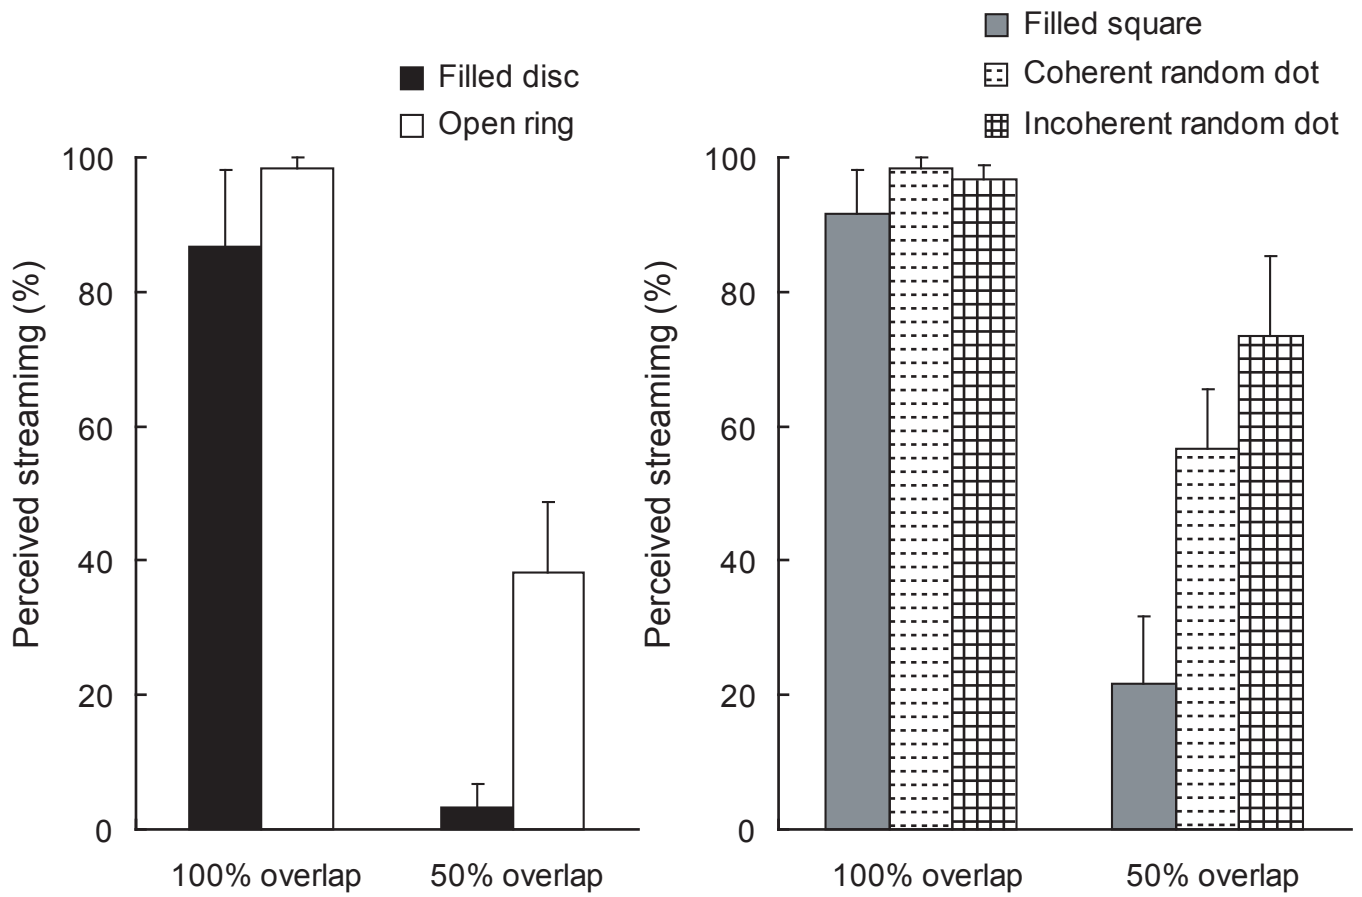 Filled disc
Open ring
100
80
60
40
20
0
Perceived streamimg (%)
100% overlap
50% overlap
Filled square
Coherent random dot
Incoherent random dot
100
80
60
40
20
0
Perceived streamimg (%)
100% overlap
50% overlap